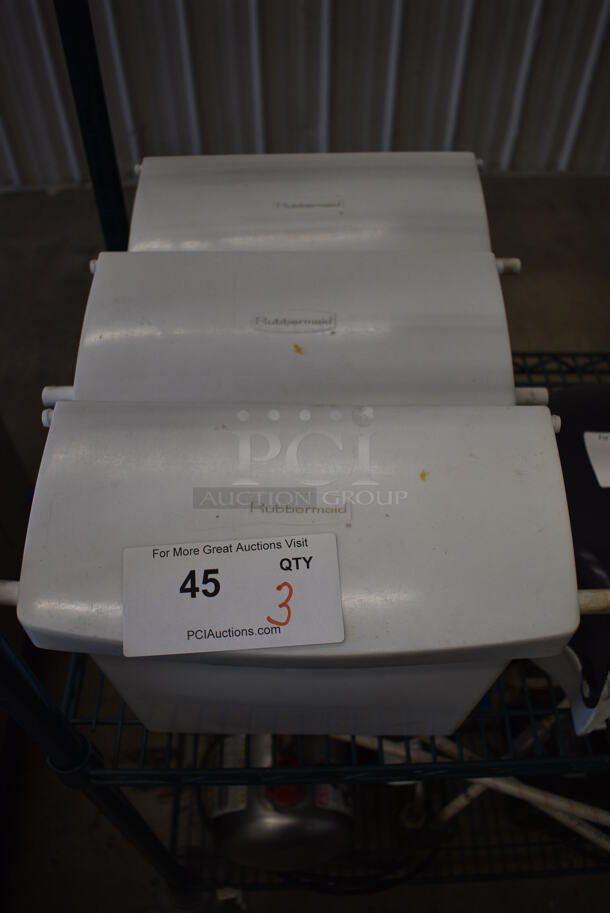 Rubbermaid
Rubbermaid
PCI
AUCTION GROUP
Rubbermaid
For More Great Auctions Visit
45
QTY
3
PCIAuctions.com